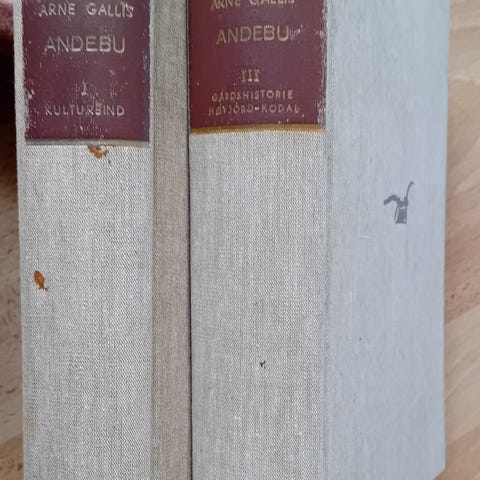 ARNE GALLIS
ANDEBU
I
KULTURBIND
ARNE GALLIS
ANDEBU
III
GÅRDSHISTORIE
HØYJORD-KODAL